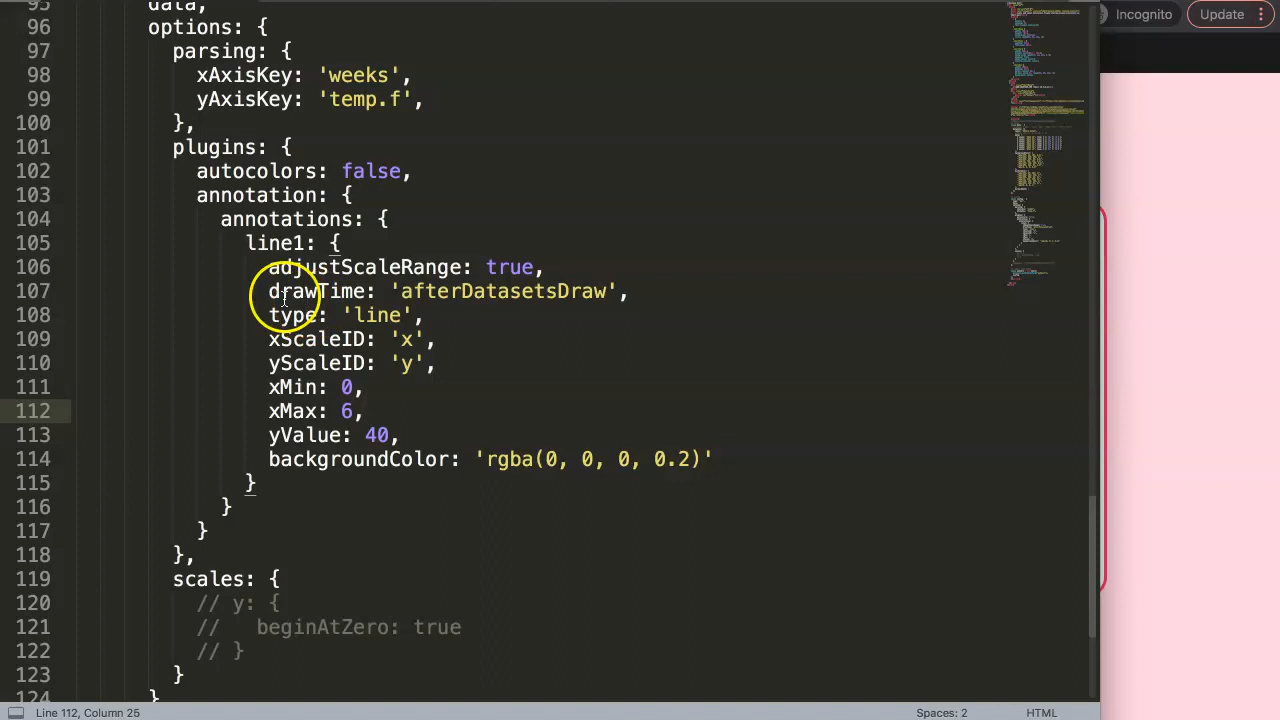 95 data,
96 options: {
97 parsing: {
98 xAxisKey: 'weeks',
99 yAxisKey: 'temp.f',
100 },
101 plugins: {
102 autocolors: false,
103 annotation: {
104 annotations: {
105 line1: {
106 adjustScaleRange: true,
107 drawTime: 'afterDatasetsDraw',
108 type: 'line',
109 xScaleID: 'x',
110 yScaleID: 'y',
111 xMin: 0,
112 xMax: 6,
113 yValue: 40,
114 backgroundColor: 'rgba(0, 0, 0, 0.2)'
115 }
116 }
117 }
118 },
119 scales: {
120 // y: {
121 // beginAtZero: true
122 // }
123 }
124 }
Incognito Update
Line 112, Column 25 Spaces: 2 HTML